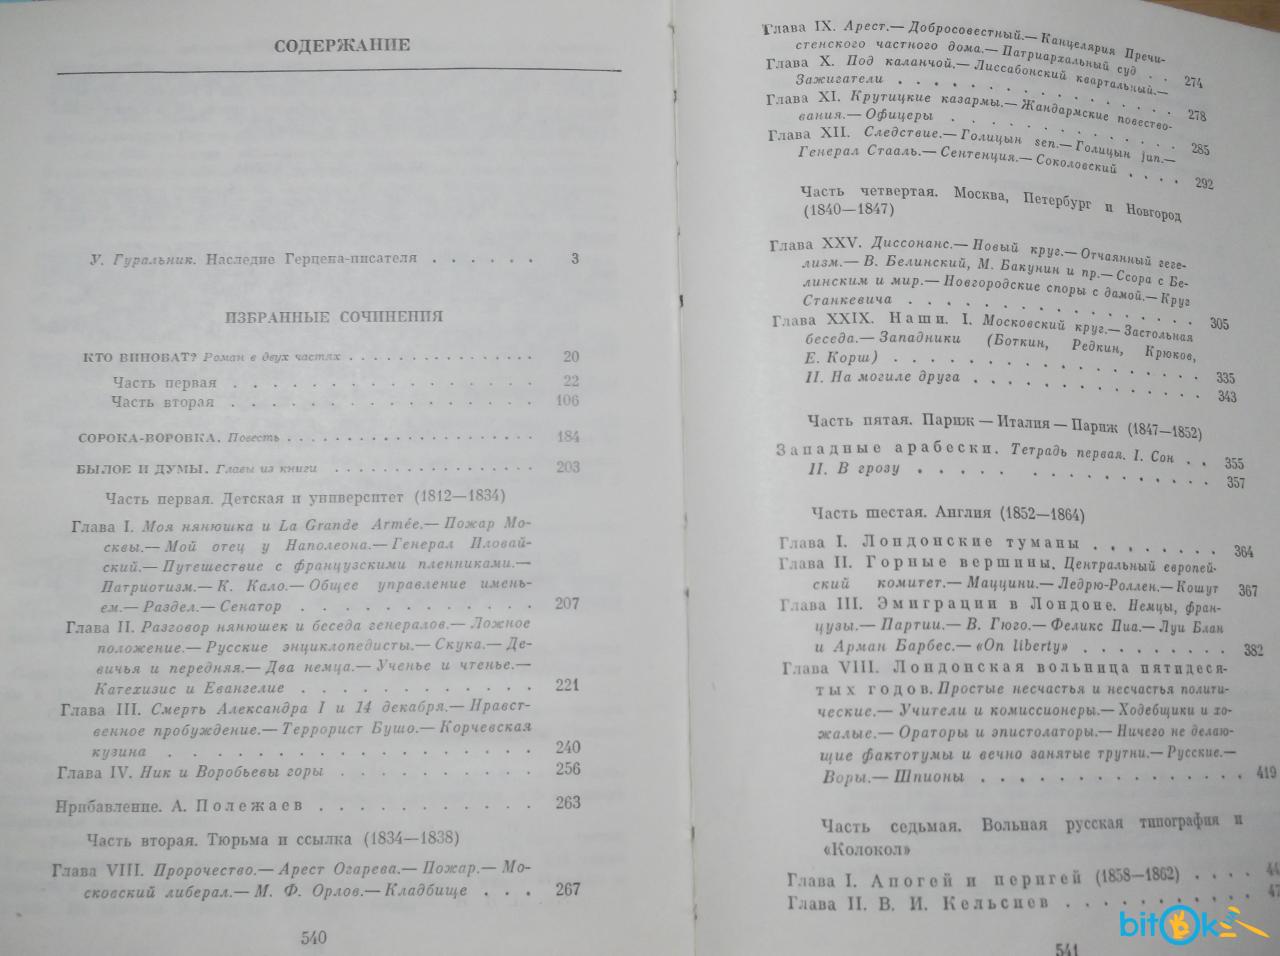 СОДЕРЖАНИЕ
У. Гуральник. Наследие Герцена-писателя . . . . . . 3
ИЗБРАННЫЕ СОЧИНЕНИЯ
КТО ВИНОВАТ? Роман в двух частях . . . . . . . . . . . . . . 20
Часть первая . . . . . . . . . . . . . . . . 22
Часть вторая . . . . . . . . . . . . . . . . 106
СОРОКА-ВОРОВКА. Повесть . . . . . . . . . . . . . . . . . . 184
БЫЛОЕ И ДУМЫ. Главы из книги . . . . . . . . . . . . . . . 203
Часть первая. Детская и университет (1812—1834)
Глава I. Моя нянюшка и La Grande Armée.— Пожар Мо-
сквы.— Мой отец у Наполеона.— Генерал Иловай-
ский.— Путешествие с французскими пленниками.—
Патриотизм.— К. Кало.— Общее управление имень-
ем.— Раздел.— Сенатор . . . . . . . . . . . . 207
Глава II. Разговор нянюшек и беседа генералов.— Ложное
положение.— Русские энциклопедисты.— Скука.— Де-
вичья и передняя.— Два немца.— Ученье и чтенье.—
Катехизис и Евангелие . . . . . . . . . . . . 221
Глава III. Смерть Александра I и 14 декабря.— Нравст-
венное пробуждение.— Террорист Бушо.— Корчевская
кузина . . . . . . . . . . . . . . . . . . . 240
Глава IV. Ник и Воробьевы горы . . . . . . . . . . 256
Прибавление. А. Полежаев . . . . . . . . . . . 263
Часть вторая. Тюрьма и ссылка (1834—1838)
Глава VIII. Пророчество.— Арест Огарева.— Пожар.— Мо-
сковский либерал.— М. Ф. Орлов.— Кладбище . . . 267
540
Глава IX. Арест.— Добросовестный.— Канцелярия Пречи-
стенского частного дома.— Патриархальный суд . . 274
Глава X. Под каланчой.— Лиссабонский квартальный.—
Зажигатели . . . . . . . . . . . . . . 278
Глава XI. Крутицкие казармы.— Жандармские повество-
вания.— Офицеры . . . . . . . . . . . . 285
Глава XII. Следствие.— Голицын sen.— Голицын jun.—
Генерал Стааль.— Сентенция.— Соколовский . . . . 292
Часть четвертая. Москва, Петербург и Новгород
(1840—1847)
Глава XXV. Диссонанс.— Новый круг.— Отчаянный геге-
лизм.— В. Белинский, М. Бакунин и пр.— Ссора с Бе-
линским и мир.— Новгородские споры с дамой.— Круг
Станкевича . . . . . . . . . . . . . . . 305
Глава XXIX. Наши. I. Московский круг.— Застольная
беседа.— Западники (Боткин, Редкин, Крюков,
Е. Корш) . . . . . . . . . . . . . . . . 335
II. На могиле друга . . . . . . . . . . . . . 343
Часть пятая. Париж — Италия — Париж (1847—1852)
Западные арабески. Тетрадь первая. I. Сон . . 355
II. В грозу . . . . . . . . . . . . . . . 357
Часть шестая. Англия (1852—1864)
Глава I. Лондонские туманы . . . . . . . 364
Глава II. Горные вершины. Центральный европей-
ский комитет.— Маццини.— Ледрю-Роллен.— Кошут 367
Глава III. Эмиграции в Лондоне. Немцы, фран-
цузы.— Партии.— В. Гюго.— Феликс Пиа.— Луи Блан
и Арман Барбес.— «On liberty» . . . . . . . . . 382
Глава VIII. Лондонская вольница пятидеся-
тых годов. Простые несчастья и несчастья полити-
ческие.— Учители и комиссионеры.— Ходебщики и хо-
жалые.— Ораторы и эпистолаторы.— Ничего не делаю-
щие фактотумы и вечно занятые трутни.— Русские.—
Воры.— Шпионы . . . . . . . . . . . . . . 419
Часть седьмая. Вольная русская типография и
«Колокол»
Глава I. Апогей и перигей (1858—1862) . . . .
Глава II. В. И. Кельсиев . . . . . . . . . .
541